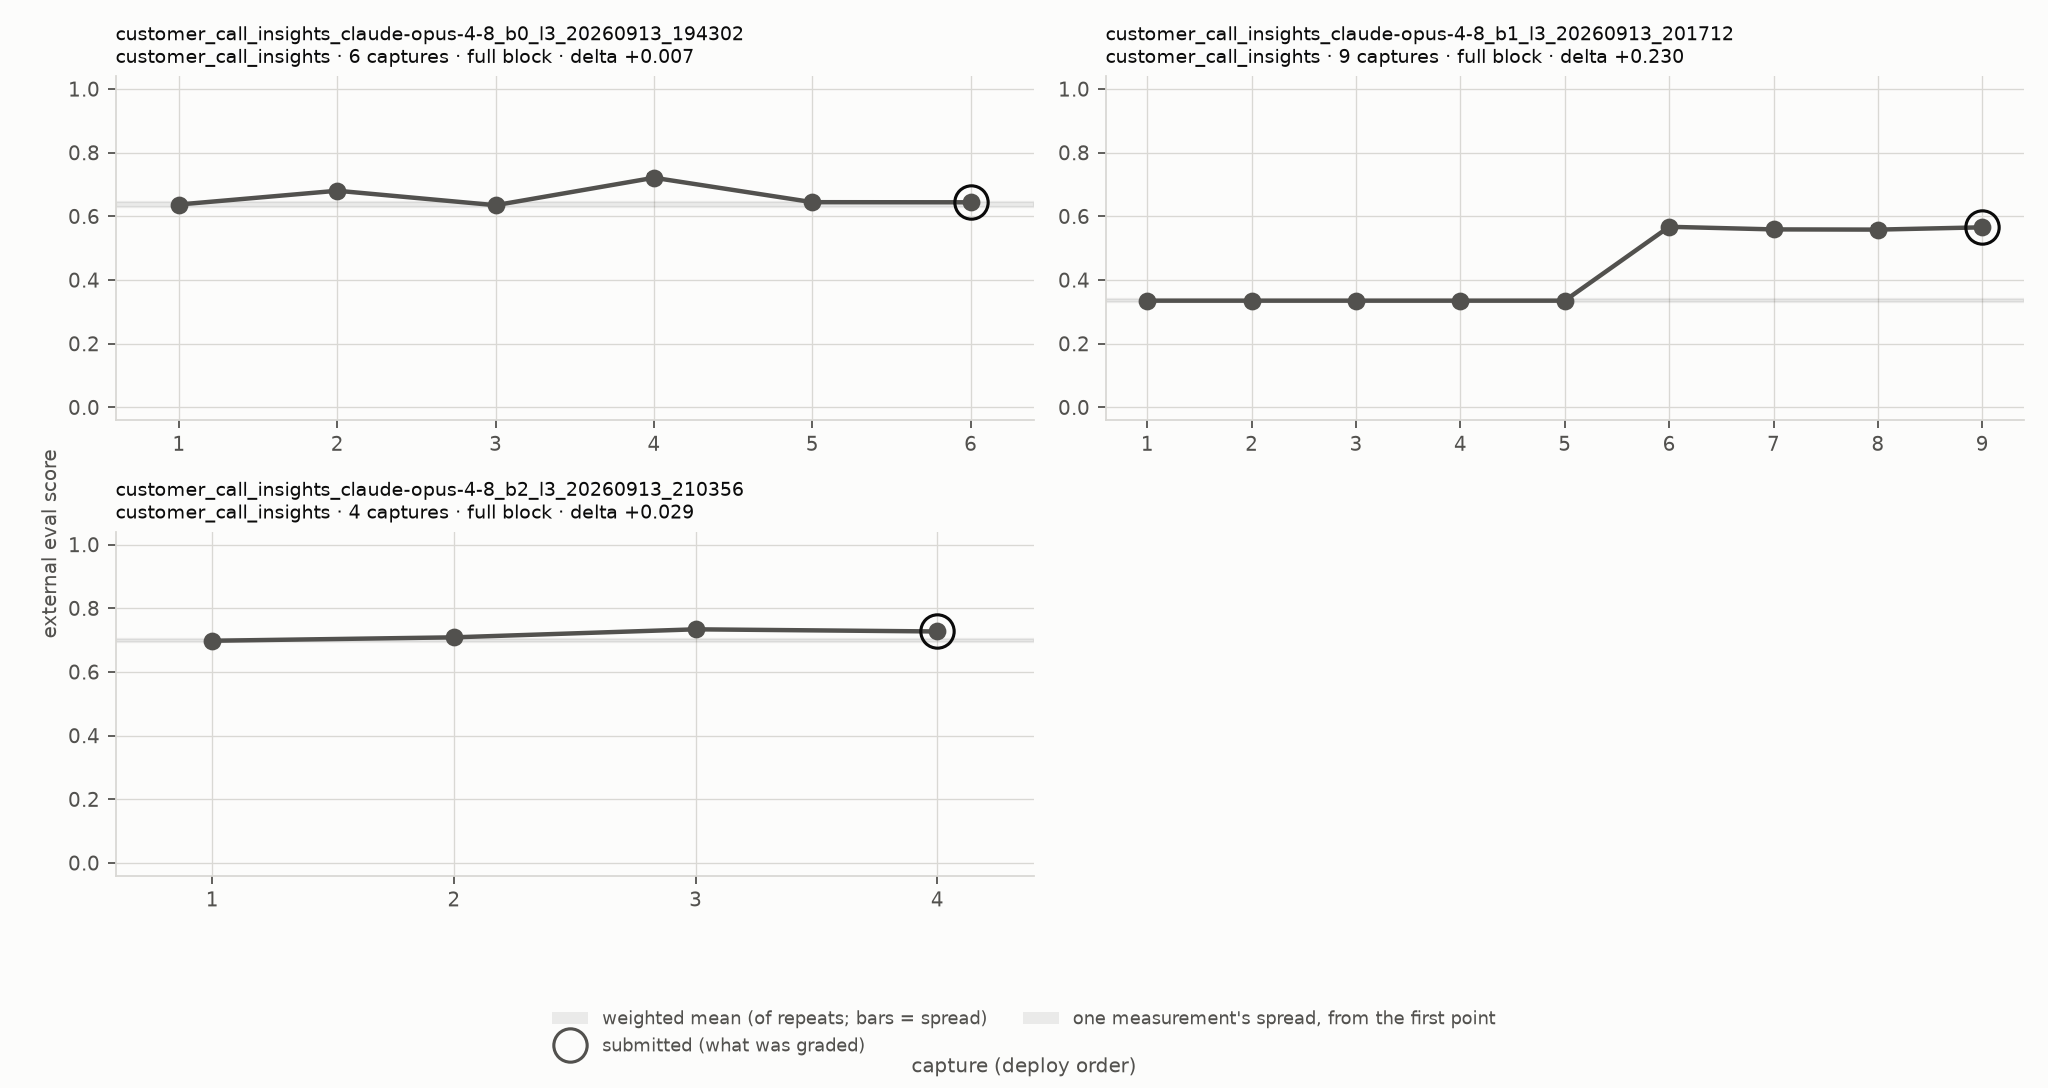 customer_call_insights_claude-opus-4-8_b0_l3_20260913_194302
customer_call_insights · 6 captures · full block · delta +0.007
1.0
0.8
0.6
0.4
0.2
0.0
1 2 3 4 5 6
customer_call_insights_claude-opus-4-8_b1_l3_20260913_201712
customer_call_insights · 9 captures · full block · delta +0.230
1.0
0.8
0.6
0.4
0.2
0.0
1 2 3 4 5 6 7 8 9
external eval score
customer_call_insights_claude-opus-4-8_b2_l3_20260913_210356
customer_call_insights · 4 captures · full block · delta +0.029
1.0
0.8
0.6
0.4
0.2
0.0
1 2 3 4
weighted mean (of repeats; bars = spread)
one measurement's spread, from the first point
submitted (what was graded)
capture (deploy order)